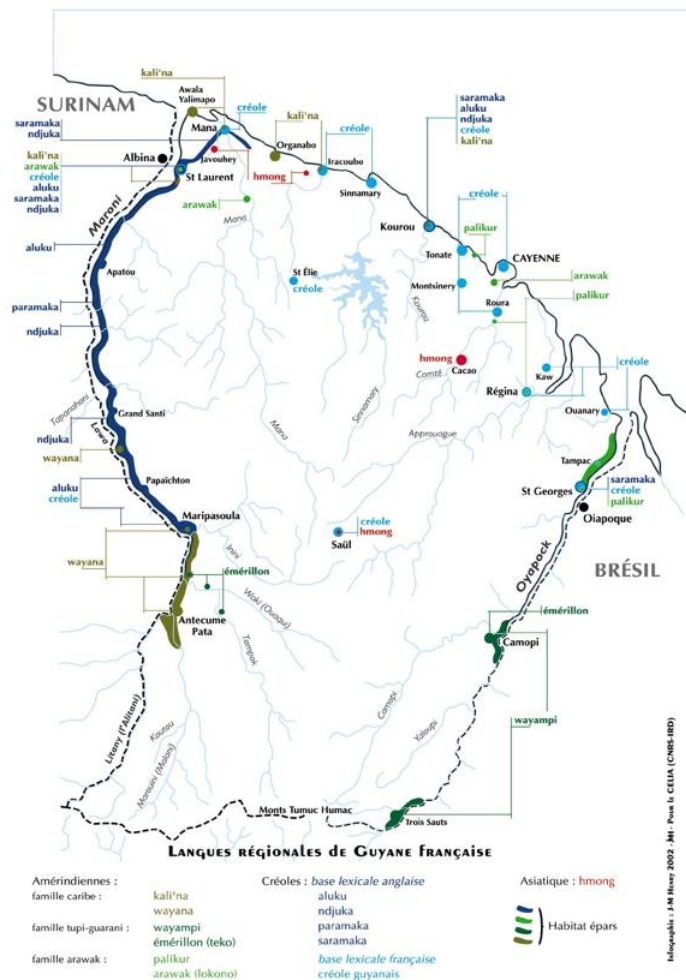 kali'na
SURINAM
Awala
Yalimapo
créole
saramaka
ndjuka
Mana
kali'na
créole
saramaka
aluku
ndjuka
créole
kali'na
Albina
Javouhey
Organabo
Iracoubo
kali'na
arawak
créole
aluku
saramaka
ndjuka
St Laurent
hmong
Sinnamary
créole
arawak
Mana
Kourou
palikur
Maroni
Tonate
CAYENNE
aluku
Apatou
St Élie
créole
Montsinery
arawak
palikur
Kourou
Roura
paramaka
ndjuka
hmong
Cacao
Comté
Kaw
créole
Sinnamary
Régina
Tapanahoni
Grand Santi
Mana
Approuague
Ouanary
ndjuka
Lawa
wayana
Tampac
aluku
créole
Papaïchton
St Georges
saramaka
créole
palikur
Maripasoula
Oiapoque
créole
hmong
Saül
Inini
wayana
émérillon
BRÉSIL
Waki (Ouaqui)
Oyapock
Antecume
Pata
émérillon
Camopi
Tampok
Camopi
wayampi
Litany (l'Alitani)
Yaloupi
Koutou
Marouini (Malani)
Monts Tumuc Humac
Trois Sauts
LANGUES RÉGIONALES DE GUYANE FRANÇAISE
Amérindiennes :
Créoles : base lexicale anglaise
Asiatique : hmong
famille caribe :
kali'na
aluku
wayana
ndjuka
famille tupi-guarani :
wayampi
paramaka
Habitat épars
émérillon (teko)
saramaka
famille arawak :
palikur
base lexicale française
arawak (lokono)
créole guyanais
Infographie : J-M Henry 2002 - MH - Pour le CELIA (CNRS-IRD)